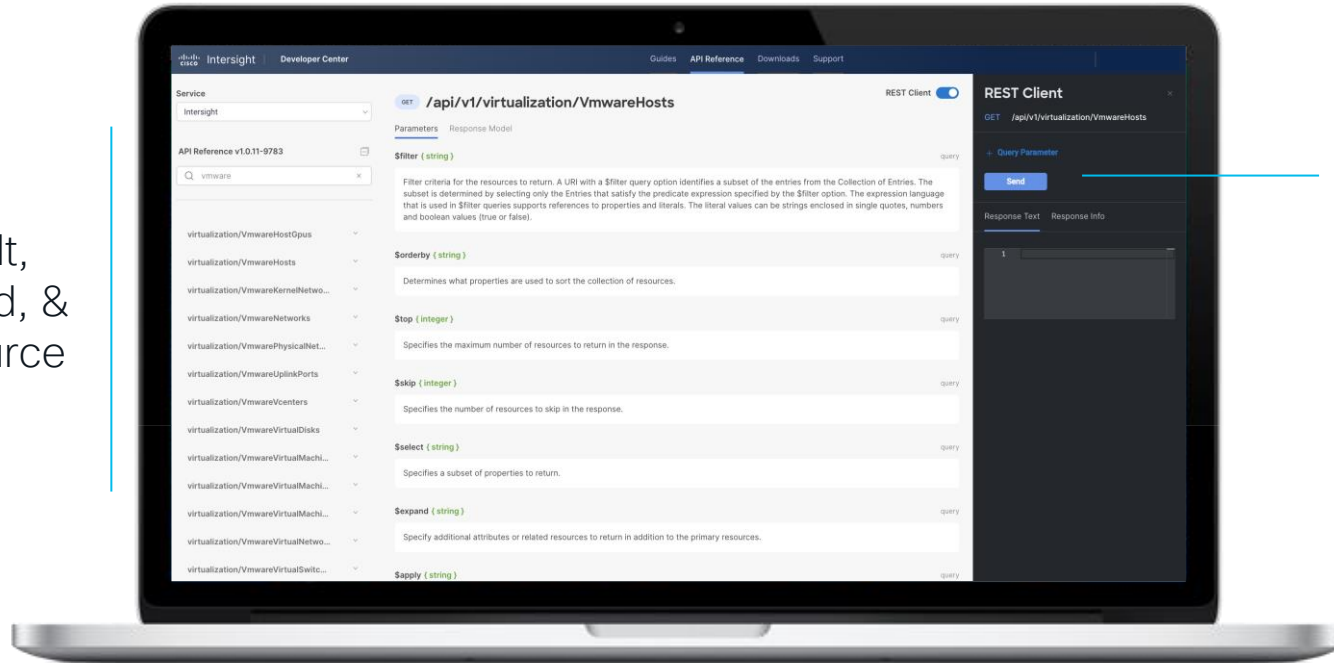 cisco Intersight Developer Center
Guides API Reference Downloads Support
Service
Intersight
API Reference v1.0.11-9783
vmware
virtualization/VmwareHostGpus
virtualization/VmwareHosts
virtualization/VmwareKernelNetwo...
virtualization/VmwareNetworks
virtualization/VmwarePhysicalNet...
virtualization/VmwareUplinkPorts
virtualization/VmwareVcenters
virtualization/VmwareVirtualDisks
virtualization/VmwareVirtualMachi...
virtualization/VmwareVirtualMachi...
virtualization/VmwareVirtualMachi...
virtualization/VmwareVirtualNetwo...
virtualization/VmwareVirtualSwitc...
GET /api/v1/virtualization/VmwareHosts
REST Client
Parameters Response Model
$filter { string } query
Filter criteria for the resources to return. A URI with a $filter query option identifies a subset of the entries from the Collection of Entries. The
subset is determined by selecting only the Entries that satisfy the predicate expression specified by the $filter option. The expression language
that is used in $filter queries supports references to properties and literals. The literal values can be strings enclosed in single quotes, numbers
and boolean values (true or false).
$orderby { string } query
Determines what properties are used to sort the collection of resources.
$top { integer } query
Specifies the maximum number of resources to return in the response.
$skip { integer } query
Specifies the number of resources to skip in the response.
$select { string } query
Specifies a subset of properties to return.
$expand { string } query
Specify additional attributes or related resources to return in addition to the primary resources.
$apply { string } query
REST Client
GET /api/v1/virtualization/VmwareHosts
+ Query Parameter
Send
Response Text Response Info
1